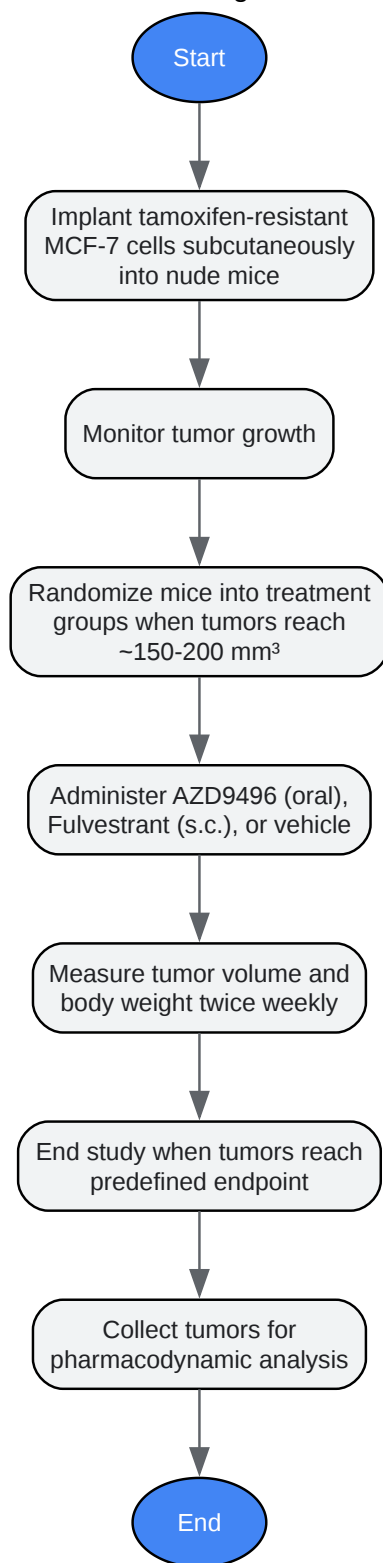 Start
Implant tamoxifen-resistant
MCF-7 cells subcutaneously
into nude mice
Monitor tumor growth
Randomize mice into treatment
groups when tumors reach
~150-200 mm³
Administer AZD9496 (oral),
Fulvestrant (s.c.), or vehicle
Measure tumor volume and
body weight twice weekly
End study when tumors reach
predefined endpoint
Collect tumors for
pharmacodynamic analysis
End